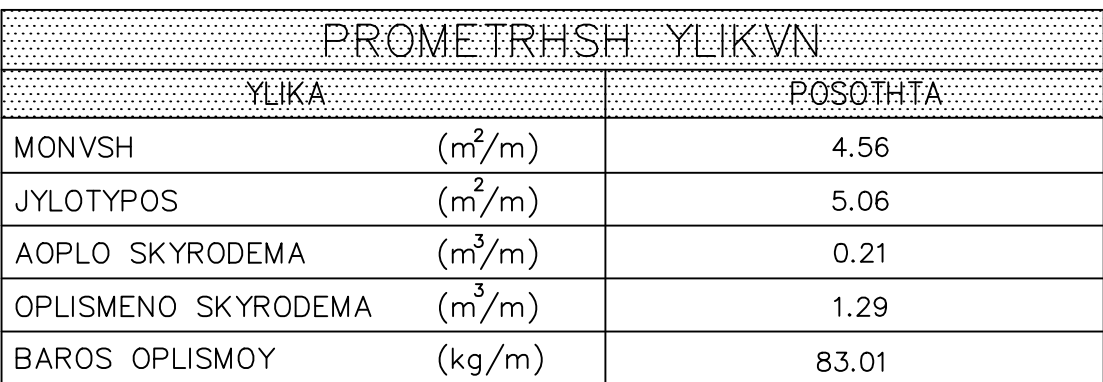 PROMETRHSH YLIKVN
YLIKA POSOTHTA
MONVSH (m²/m) 4.56
JYLOTYPOS (m²/m) 5.06
AOPLO SKYRODEMA (m³/m) 0.21
OPLISMENO SKYRODEMA (m³/m) 1.29
BAROS OPLISMOY (kg/m) 83.01